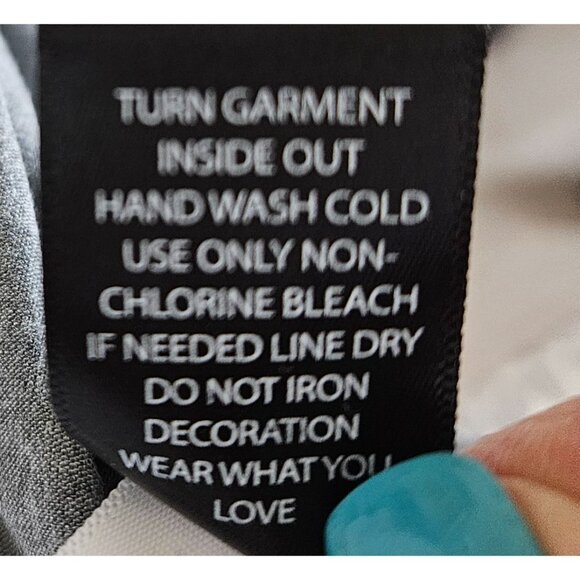 TURN GARMENT
INSIDE OUT
HAND WASH COLD
USE ONLY NON-
CHLORINE BLEACH
IF NEEDED LINE DRY
DO NOT IRON
DECORATION
WEAR WHAT YOU
LOVE